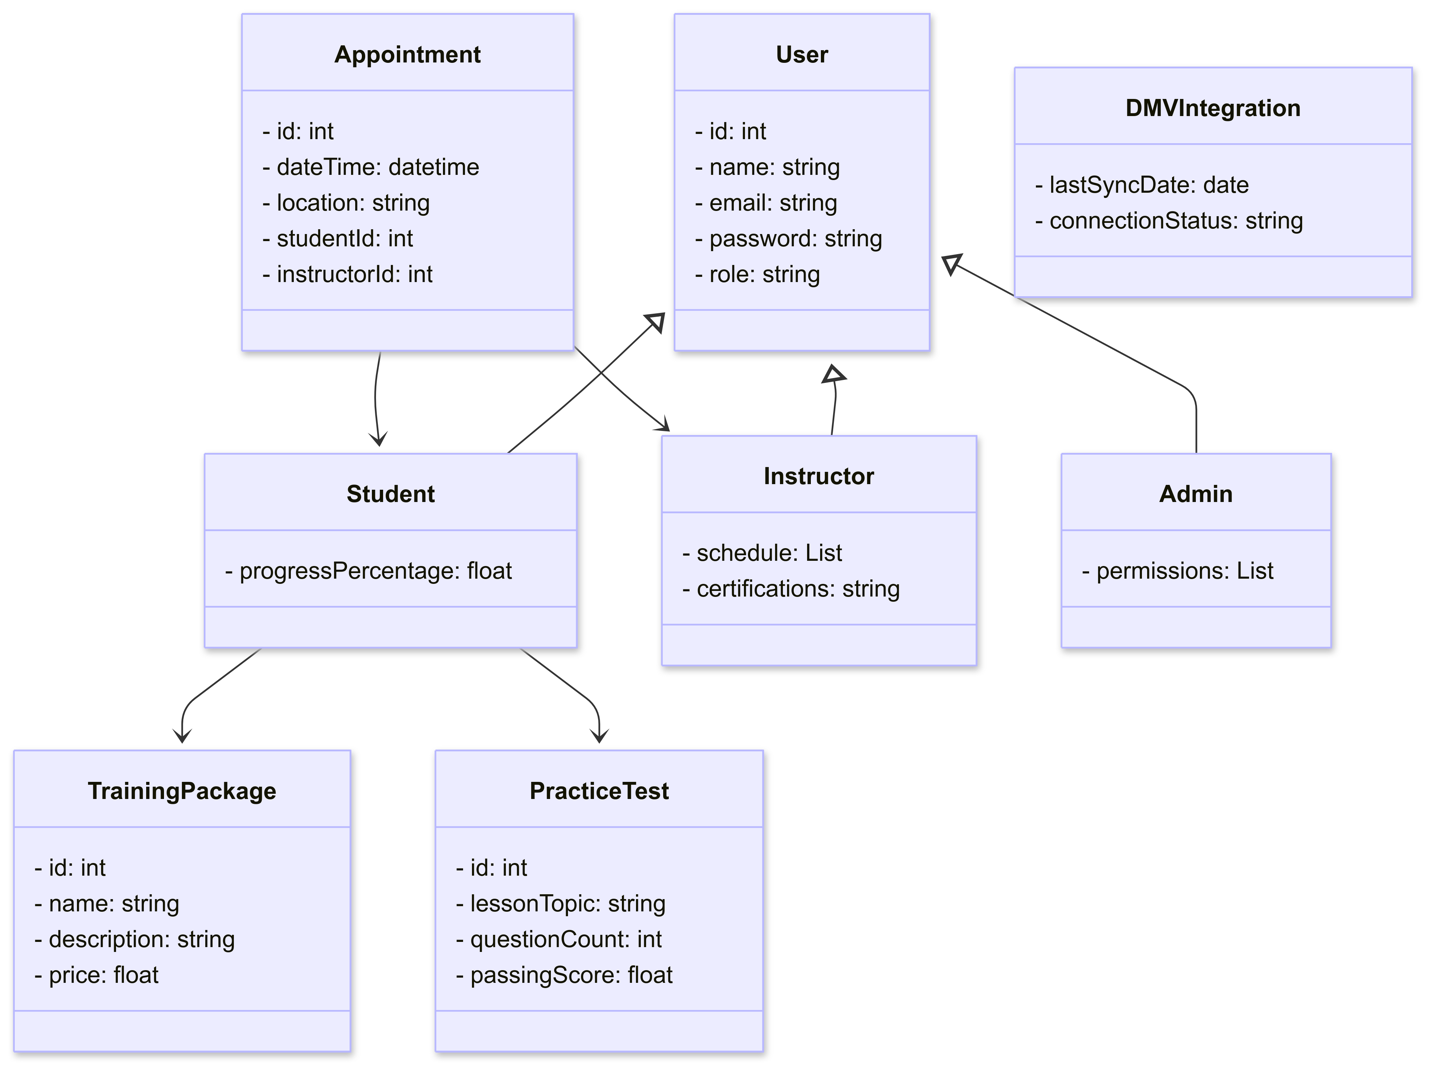 Appointment
- id: int
- dateTime: datetime
- location: string
- studentId: int
- instructorId: int
User
- id: int
- name: string
- email: string
- password: string
- role: string
DMVIntegration
- lastSyncDate: date
- connectionStatus: string
Student
- progressPercentage: float
Instructor
- schedule: List
- certifications: string
Admin
- permissions: List
TrainingPackage
- id: int
- name: string
- description: string
- price: float
PracticeTest
- id: int
- lessonTopic: string
- questionCount: int
- passingScore: float